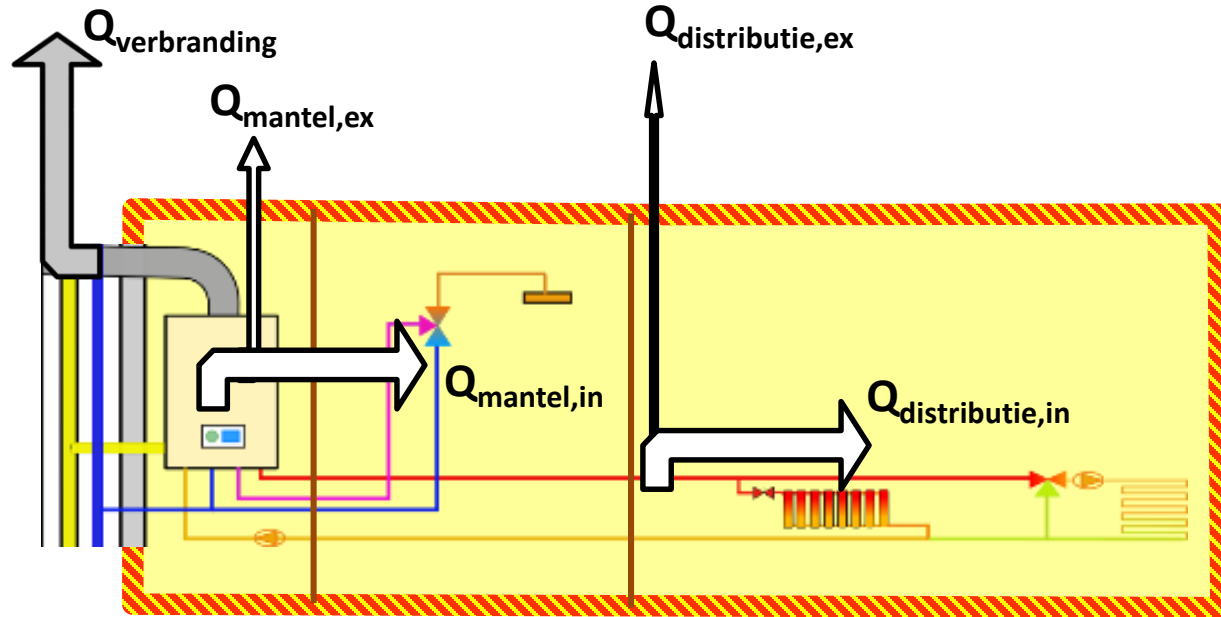 Qverbranding
Qdistributie,ex
Qmantel,ex
Qmantel,in
Qdistributie,in